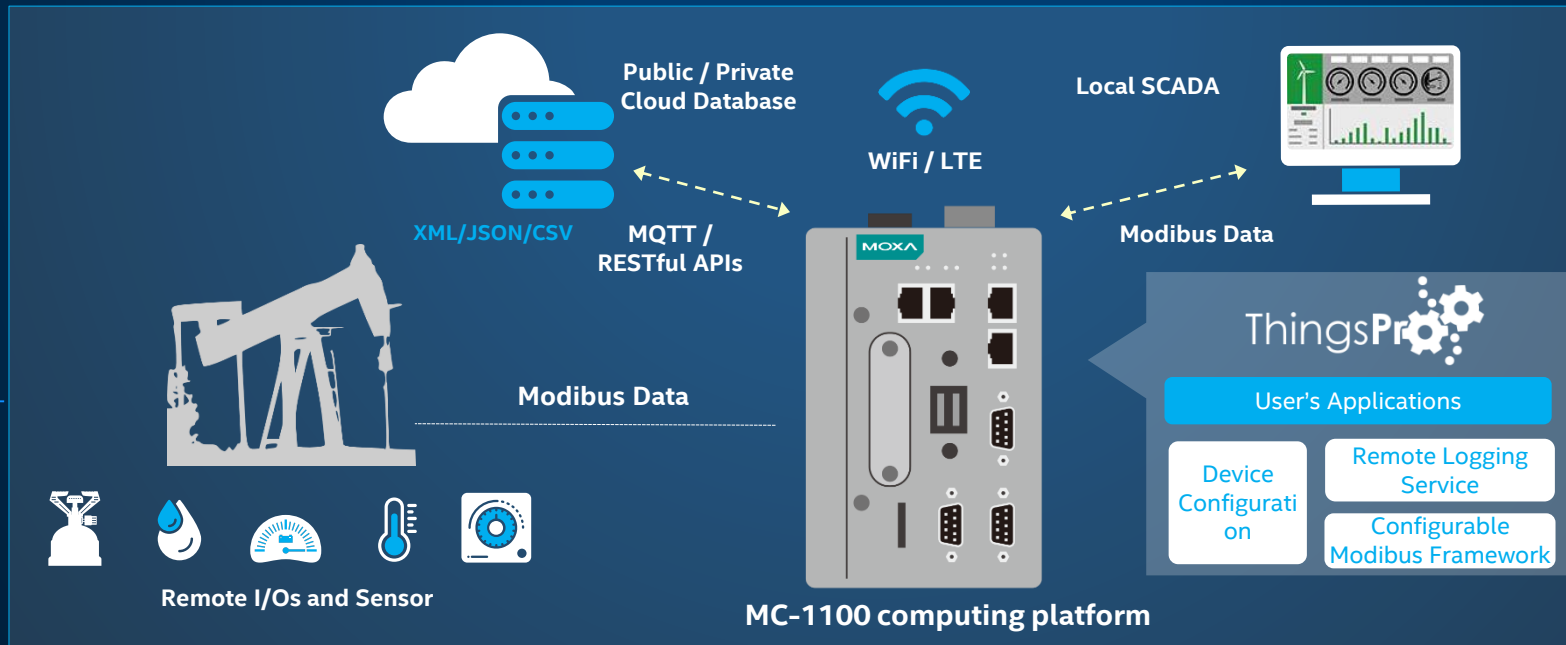 Public / Private
Cloud Database
WiFi / LTE
Local SCADA
XML/JSON/CSV
MQTT /
RESTful APIs
Modibus Data
MOXA
ThingsPro
User's Applications
Device
Configurati
on
Remote Logging
Service
Configurable
Modibus Framework
Modibus Data
Remote I/Os and Sensor
MC-1100 computing platform